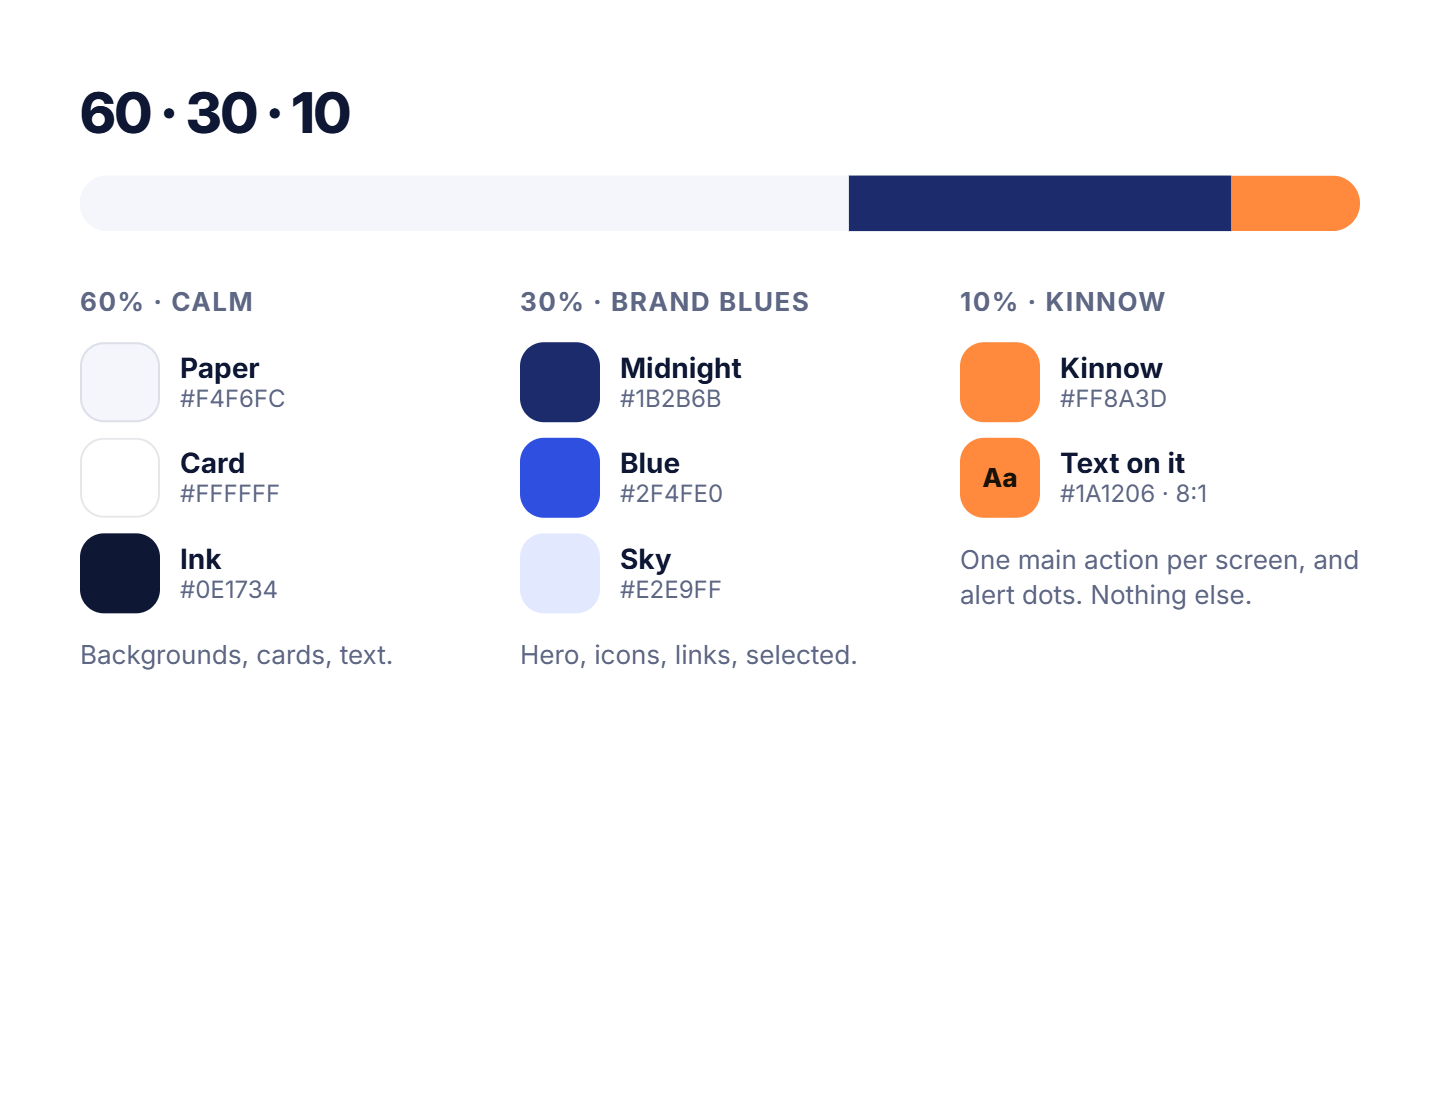 60 · 30 · 10
60% · CALM
Paper
#F4F6FC
Card
#FFFFFF
Ink
#0E1734
Backgrounds, cards, text.
30% · BRAND BLUES
Midnight
#1B2B6B
Blue
#2F4FE0
Sky
#E2E9FF
Hero, icons, links, selected.
10% · KINNOW
Kinnow
#FF8A3D
Aa
Text on it
#1A1206 · 8:1
One main action per screen, and
alert dots. Nothing else.